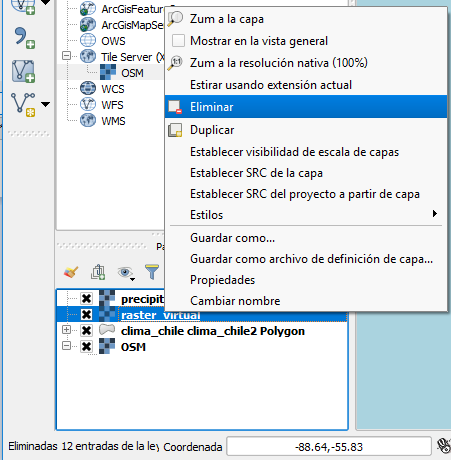 ArcGisFeatureS
ArcGisMapSe
OWS
Tile Server (X
OSM
WCS
WFS
WMS
Zum a la capa
Mostrar en la vista general
Zum a la resolución nativa (100%)
Estirar usando extensión actual
Eliminar
Duplicar
Establecer visibilidad de escala de capas
Establecer SRC de la capa
Establecer SRC del proyecto a partir de capa
Estilos
Guardar como...
Guardar como archivo de definición de capa...
Propiedades
Cambiar nombre
Pa
precipit
raster_virtual
clima_chile clima_chile2 Polygon
OSM
Eliminadas 12 entradas de la ley Coordenada -88.64,-55.83